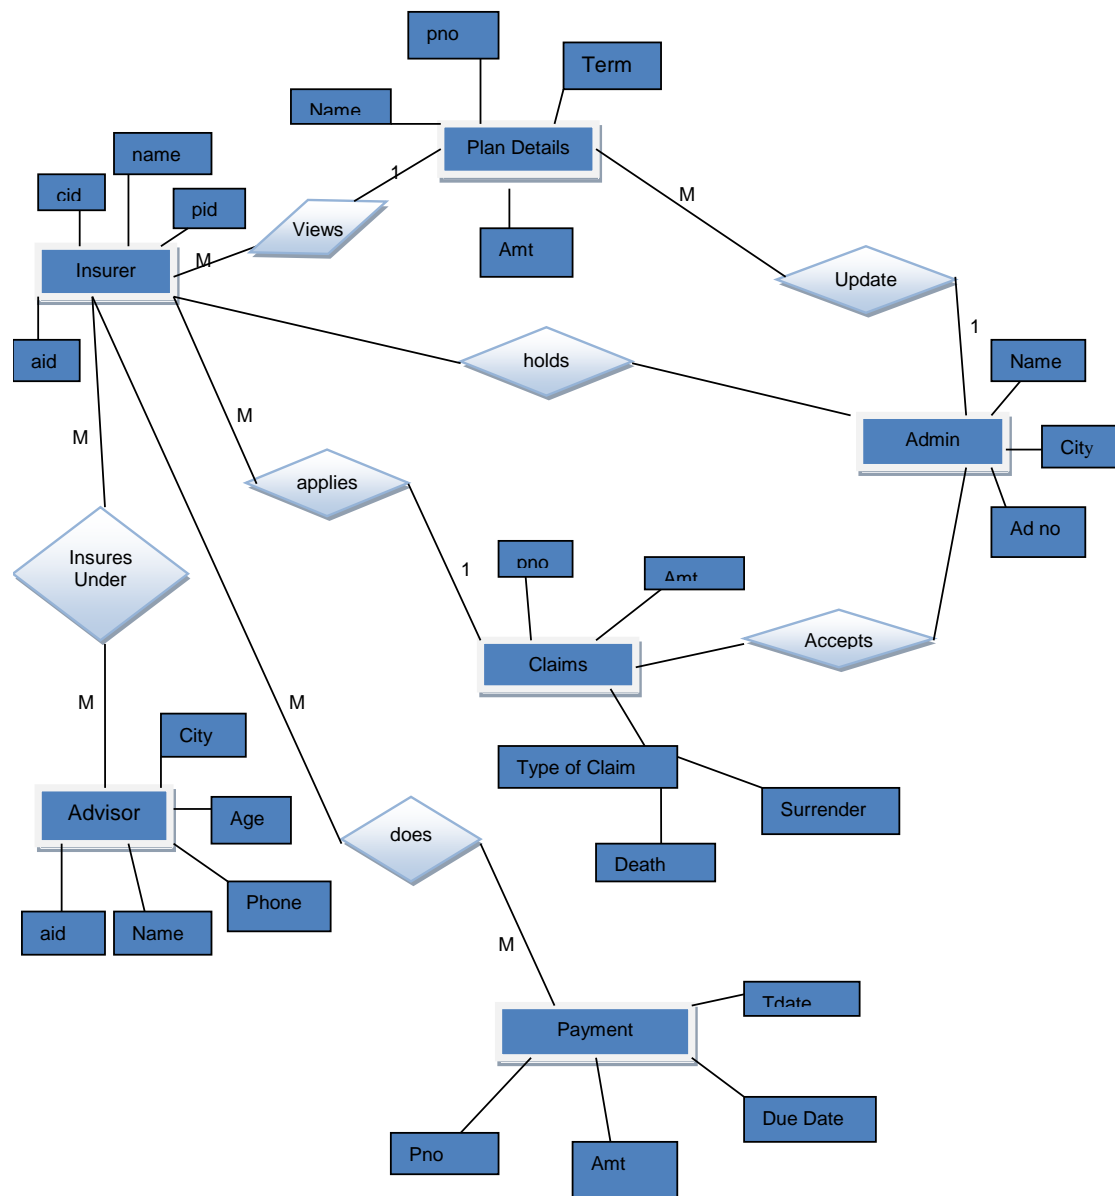 pno
Term
Name
Plan Details
name
1
M
cid
pid
Views
Amt
M
Insurer
Update
aid
holds
1
Name
M
M
Admin
City
applies
Ad no
Insures
Under
pno
Amt
1
Accepts
Claims
M
M
City
Type of Claim
Surrender
Advisor
Age
does
Death
Phone
aid
Name
M
Tdate
Payment
Due Date
Pno
Amt